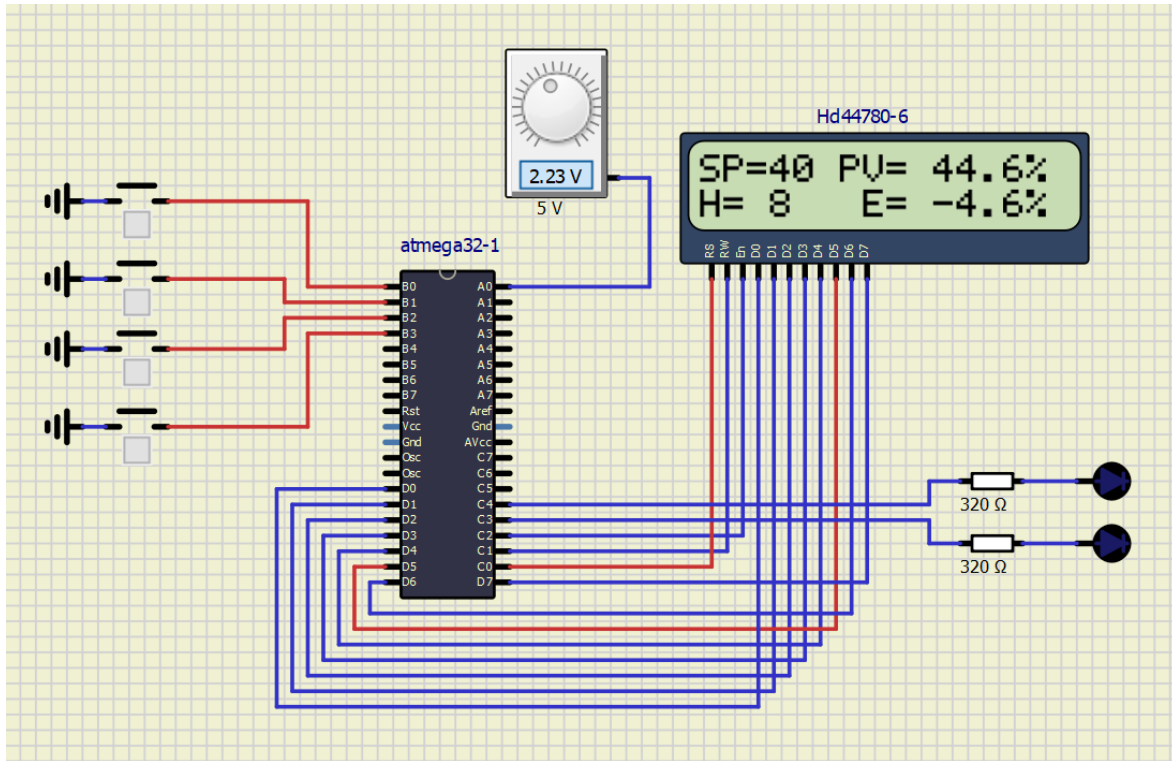 Hd44780-6
SP=40 PV= 44.6%
H= 8 E= -4.6%
RS RW En D0 D1 D2 D3 D4 D5 D6 D7
2.23 V
5 V
atmega32-1
B0 A0
B1 A1
B2 A2
B3 A3
B4 A4
B5 A5
B6 A6
B7 A7
Rst Aref
Vcc Gnd
Gnd AVcc
Osc C7
Osc C6
D0 C5
D1 C4
D2 C3
D3 C2
D4 C1
D5 C0
D6 D7
320 Ω
320 Ω